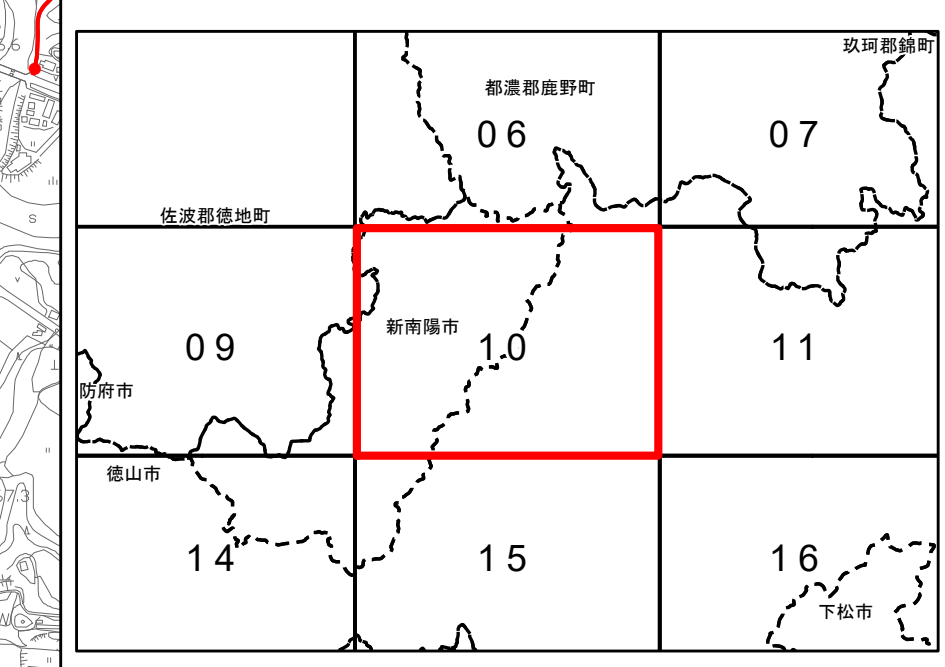 玖珂郡錦町
都濃郡鹿野町
06
07
佐波郡徳地町
新南陽市
09
10
11
防府市
徳山市
14
15
16
下松市
S